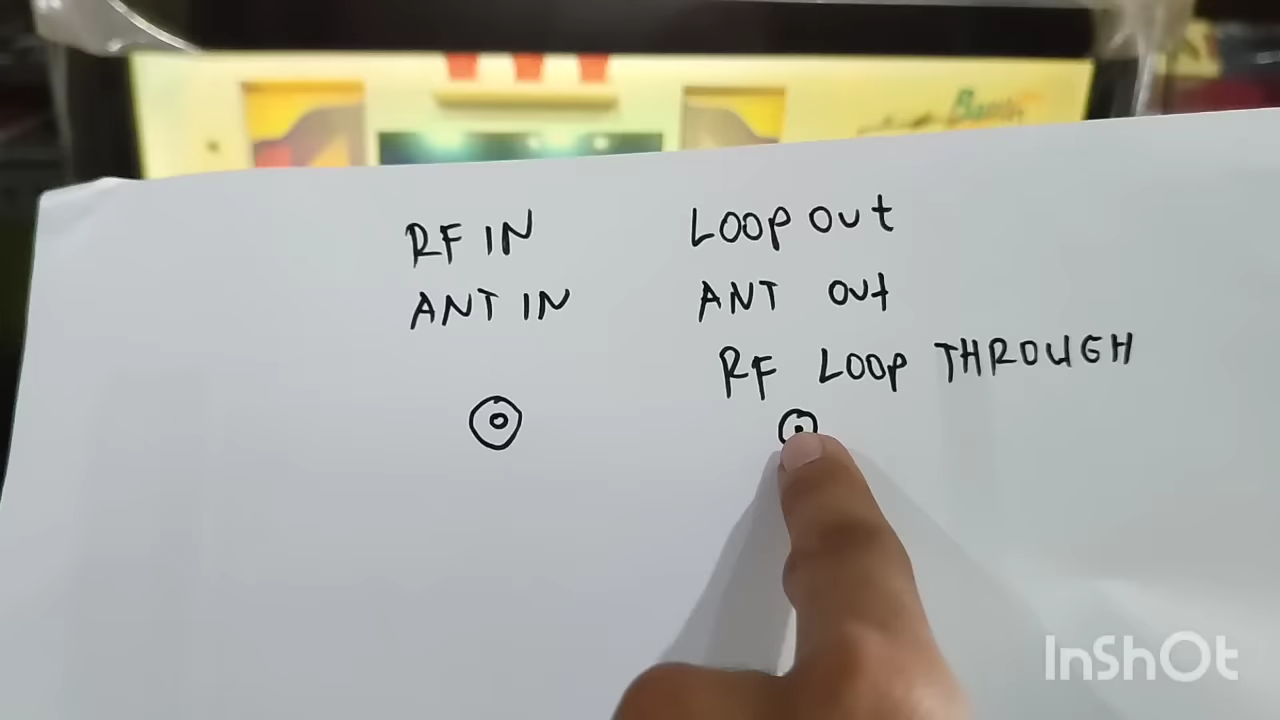 RF IN
ANT IN
LOOP OUt
ANT OUt
RF LOOP THROUGH
InShOt